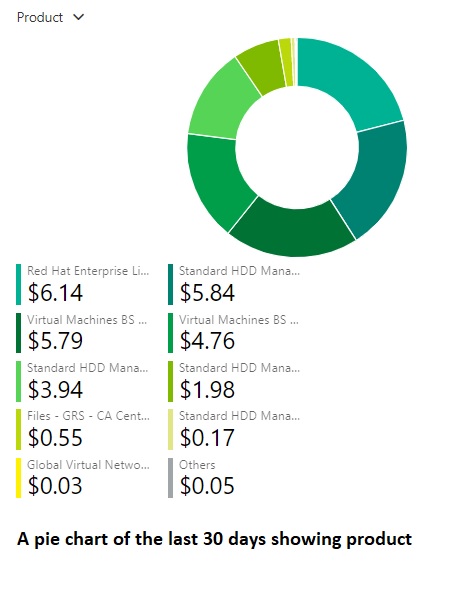 Product
Red Hat Enterprise Li...
$6.14
Standard HDD Mana...
$5.84
Virtual Machines BS ...
$5.79
Virtual Machines BS ...
$4.76
Standard HDD Mana...
$3.94
Standard HDD Mana...
$1.98
Files - GRS - CA Cent...
$0.55
Standard HDD Mana...
$0.17
Global Virtual Netwo...
$0.03
Others
$0.05
A pie chart of the last 30 days showing product